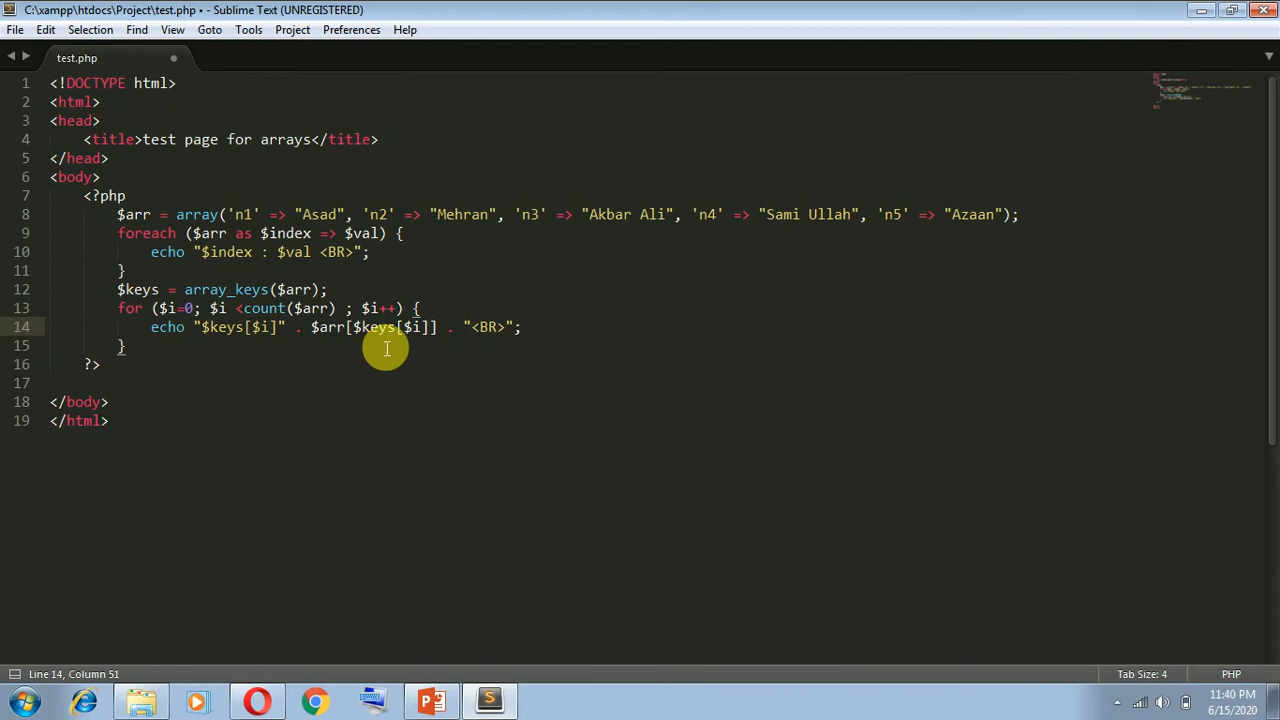 C:\xampp\htdocs\Project\test.php • - Sublime Text (UNREGISTERED)
File Edit Selection Find View Goto Tools Project Preferences Help
test.php
1 <!DOCTYPE html>
2 <html>
3 <head>
4 <title>test page for arrays</title>
5 </head>
6 <body>
7 <?php
8 $arr = array('n1' => "Asad", 'n2' => "Mehran", 'n3' => "Akbar Ali", 'n4' => "Sami Ullah", 'n5' => "Azaan");
9 foreach ($arr as $index => $val) {
10 echo "$index : $val <BR>";
11 }
12 $keys = array_keys($arr);
13 for ($i=0; $i <count($arr) ; $i++) {
14 echo "$keys[$i]" . $arr[$keys[$i]] . "<BR>";
15 }
16 ?>
17
18 </body>
19 </html>
Line 14, Column 51
Tab Size: 4
PHP
11:40 PM
6/15/2020